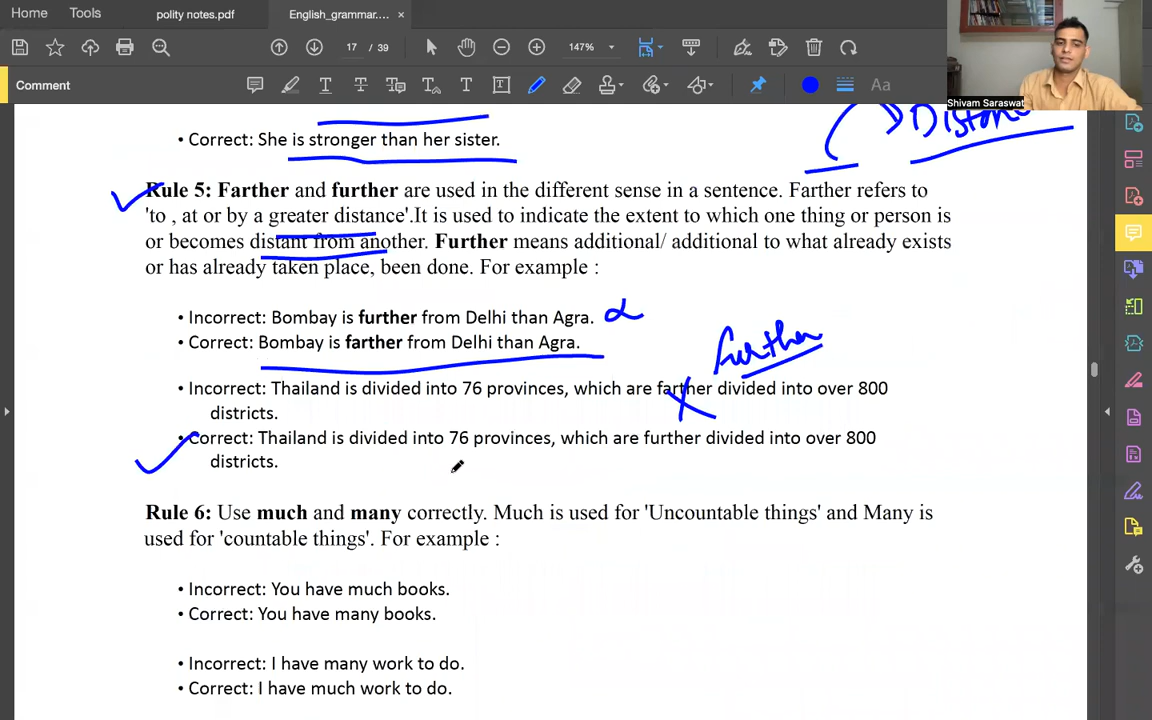 Home Tools polity notes.pdf English_grammar.... ×
17 / 39 147%
Comment
Aa
Shivam Saraswat
• Correct: She is stronger than her sister.
Distance
Rule 5: Farther and further are used in the different sense in a sentence. Farther refers to
'to , at or by a greater distance'.It is used to indicate the extent to which one thing or person is
or becomes distant from another. Further means additional/ additional to what already exists
or has already taken place, been done. For example :
• Incorrect: Bombay is further from Delhi than Agra.
• Correct: Bombay is farther from Delhi than Agra.
further
• Incorrect: Thailand is divided into 76 provinces, which are farther divided into over 800
districts.
• Correct: Thailand is divided into 76 provinces, which are further divided into over 800
districts.
Rule 6: Use much and many correctly. Much is used for 'Uncountable things' and Many is
used for 'countable things'. For example :
• Incorrect: You have much books.
• Correct: You have many books.
• Incorrect: I have many work to do.
• Correct: I have much work to do.